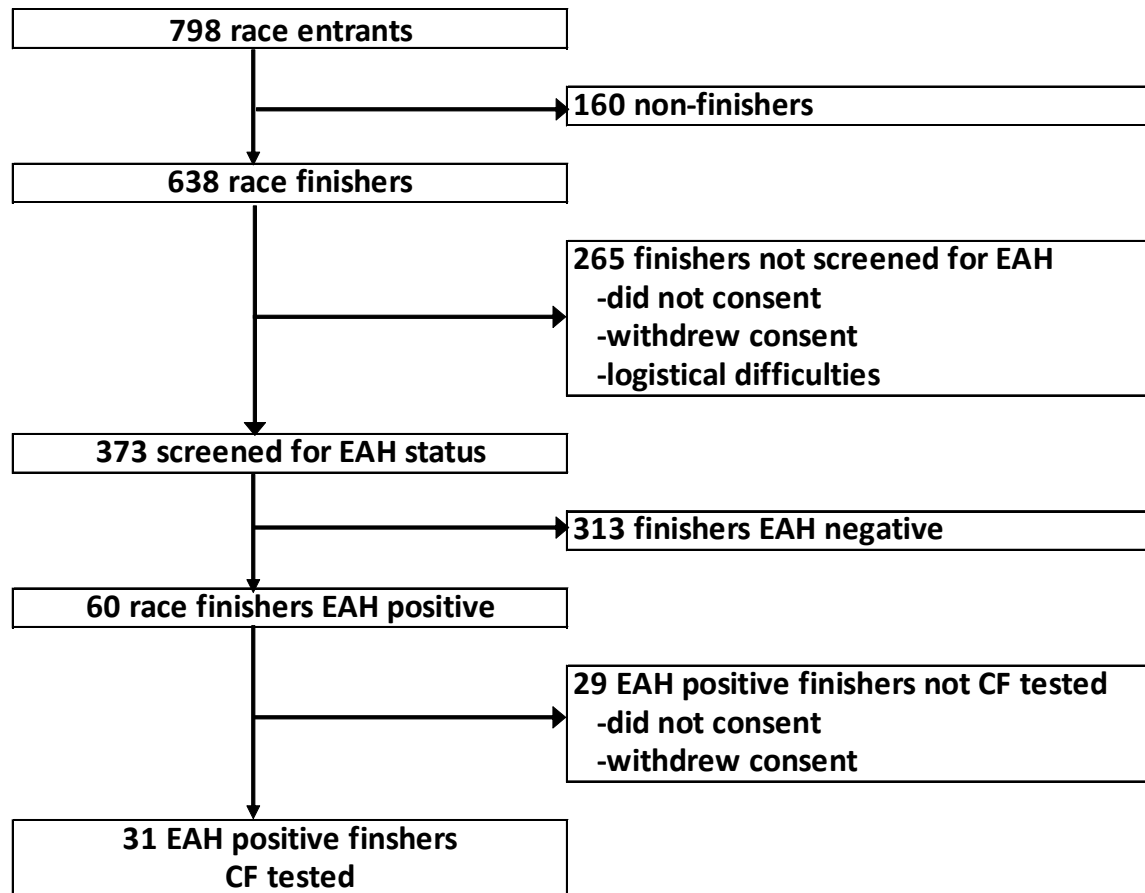 798 race entrants
160 non-finishers
638 race finishers
265 finishers not screened for EAH
-did not consent
-withdrew consent
-logistical difficulties
373 screened for EAH status
313 finishers EAH negative
60 race finishers EAH positive
29 EAH positive finishers not CF tested
-did not consent
-withdrew consent
31 EAH positive finshers
CF tested